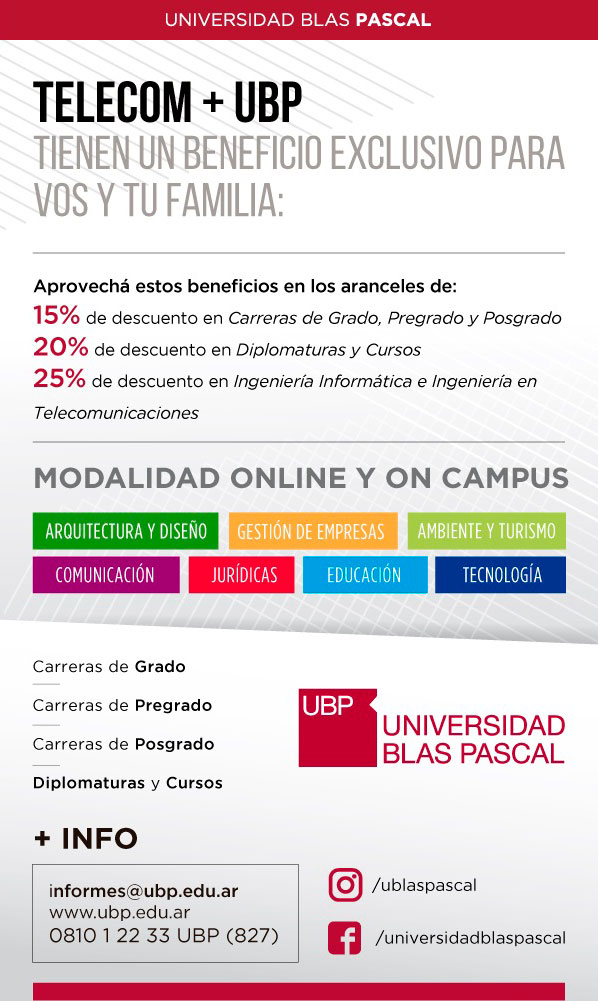 UNIVERSIDAD BLAS PASCAL
TELECOM + UBP
TIENEN UN BENEFICIO EXCLUSIVO PARA
VOS Y TU FAMILIA:
Aprovechá estos beneficios en los aranceles de:
15% de descuento en Carreras de Grado, Pregrado y Posgrado
20% de descuento en Diplomaturas y Cursos
25% de descuento en Ingeniería Informática e Ingeniería en
Telecomunicaciones
MODALIDAD ONLINE Y ON CAMPUS
ARQUITECTURA Y DISEÑO
GESTIÓN DE EMPRESAS
AMBIENTE Y TURISMO
COMUNICACIÓN
JURÍDICAS
EDUCACIÓN
TECNOLOGÍA
Carreras de Grado
Carreras de Pregrado
Carreras de Posgrado
Diplomaturas y Cursos
UBP
UNIVERSIDAD
BLAS PASCAL
+ INFO
informes@ubp.edu.ar
www.ubp.edu.ar
0810 1 22 33 UBP (827)
/ublaspascal
/universidadblaspascal